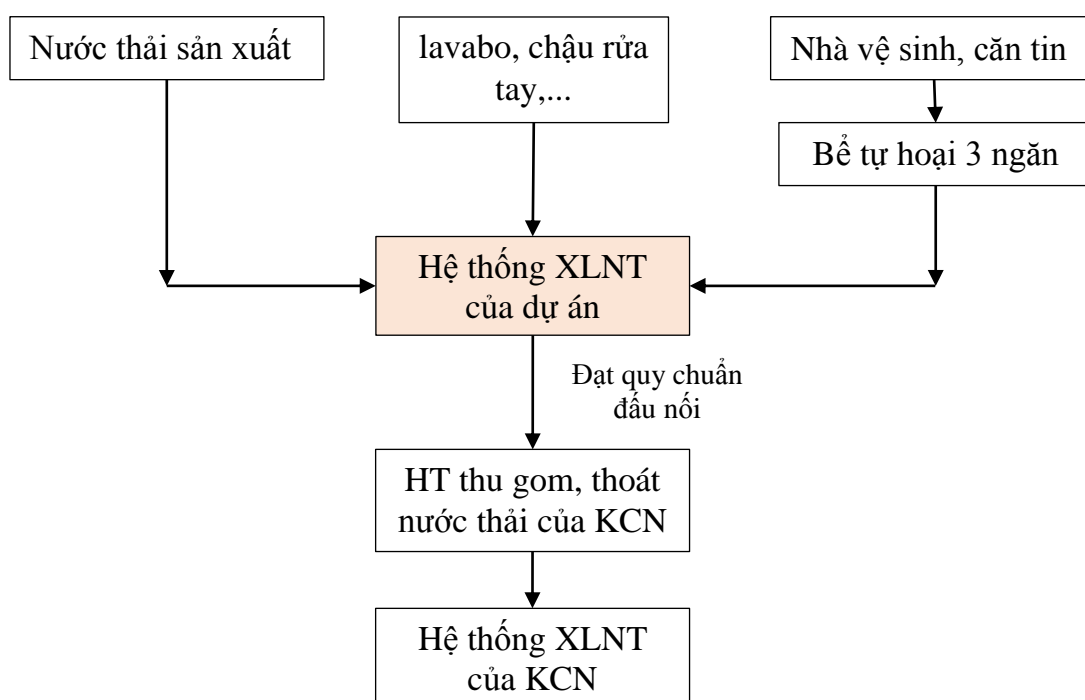 Nước thải sản xuất
lavabo, chậu rửa
tay,...
Nhà vệ sinh, căn tin
Bể tự hoại 3 ngăn
Hệ thống XLNT
của dự án
Đạt quy chuẩn
đấu nối
HT thu gom, thoát
nước thải của KCN
Hệ thống XLNT
của KCN